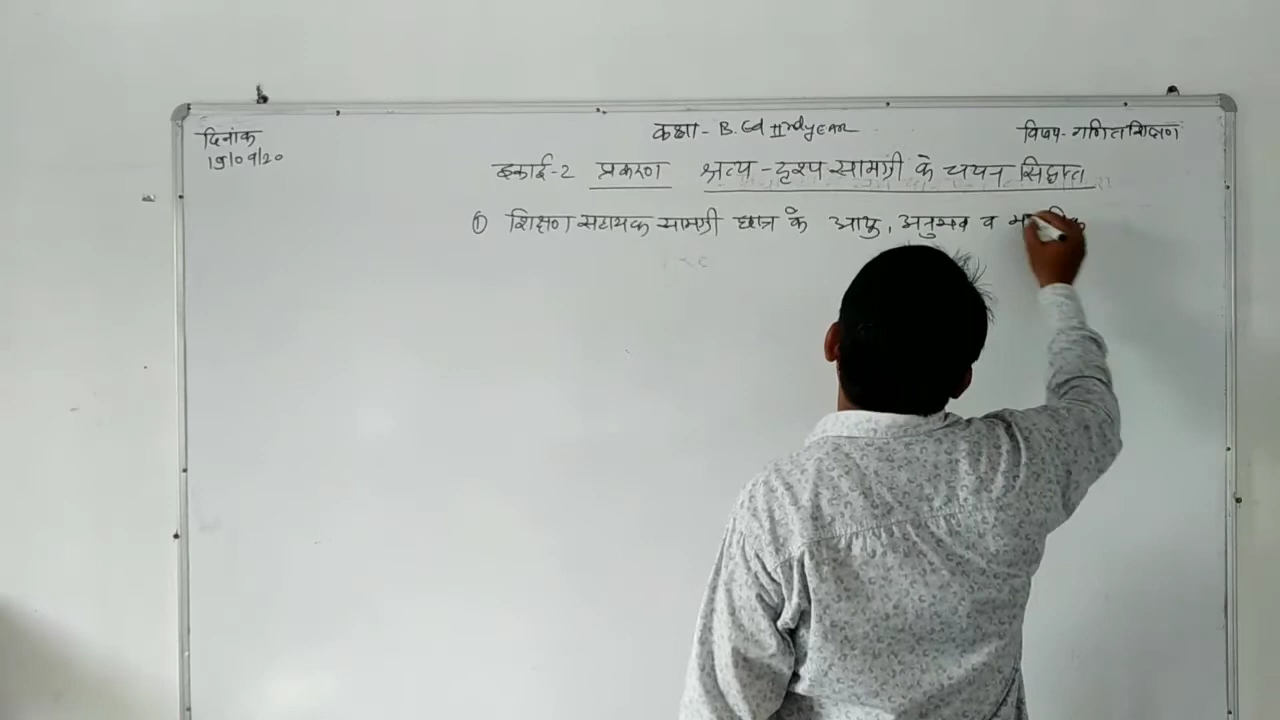 कक्षा - B.Ed IInd year
दिनांक
19/09/20
विषय - गणित शिक्षण
इकाई-2 प्रकरण श्रव्य - दृश्य सामग्री के चयन सिद्धांत
① शिक्षण सहायक सामग्री छात्र के आयु, अनुभव व